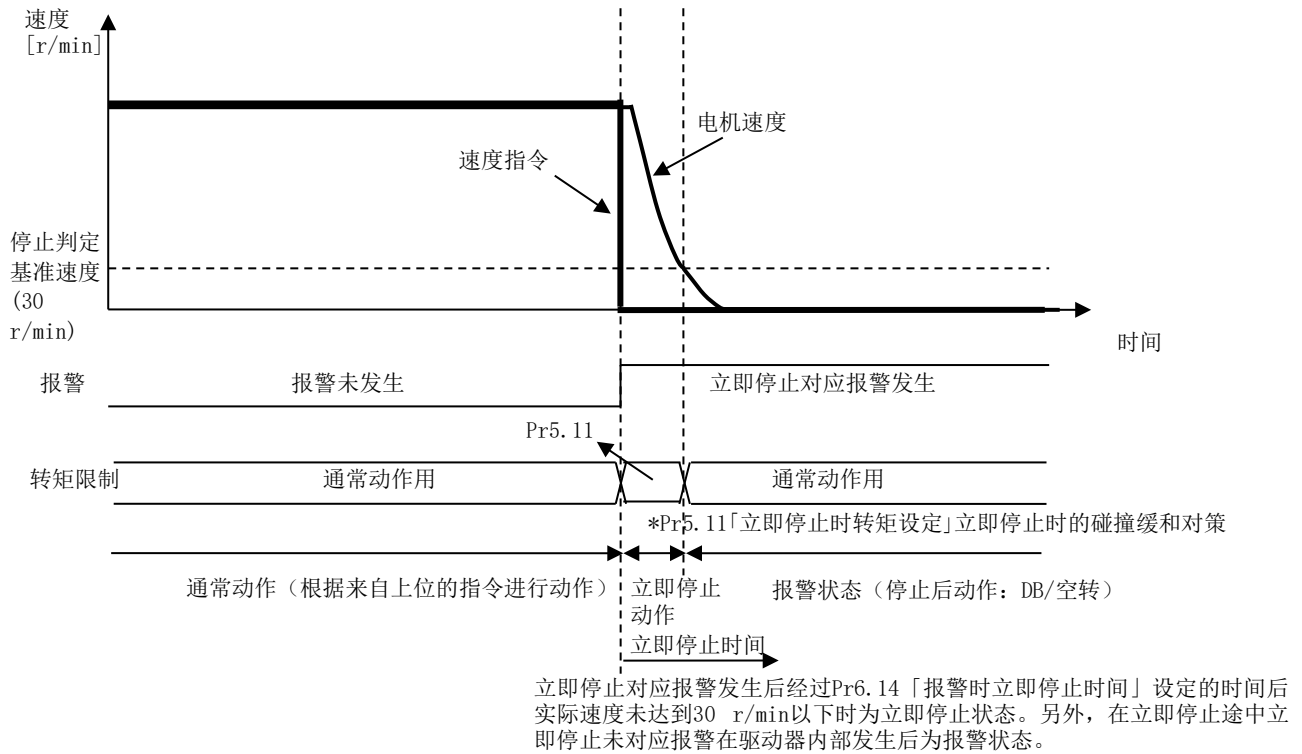 速度
[r/min]
电机速度
速度指令
停止判定
基准速度
(30
r/min)
时间
报警
报警未发生
立即停止对应报警发生
Pr5.11
转矩限制
通常动作用
通常动作用
*Pr5.11「立即停止时转矩设定」立即停止时的碰撞缓和对策
通常动作（根据来自上位的指令进行动作）
立即停止
动作
报警状态（停止后动作：DB/空转）
立即停止时间
立即停止对应报警发生后经过Pr6.14「报警时立即停止时间」设定的时间后
实际速度未达到30 r/min以下时为立即停止状态。另外，在立即停止途中立
即停止未对应报警在驱动器内部发生后为报警状态。